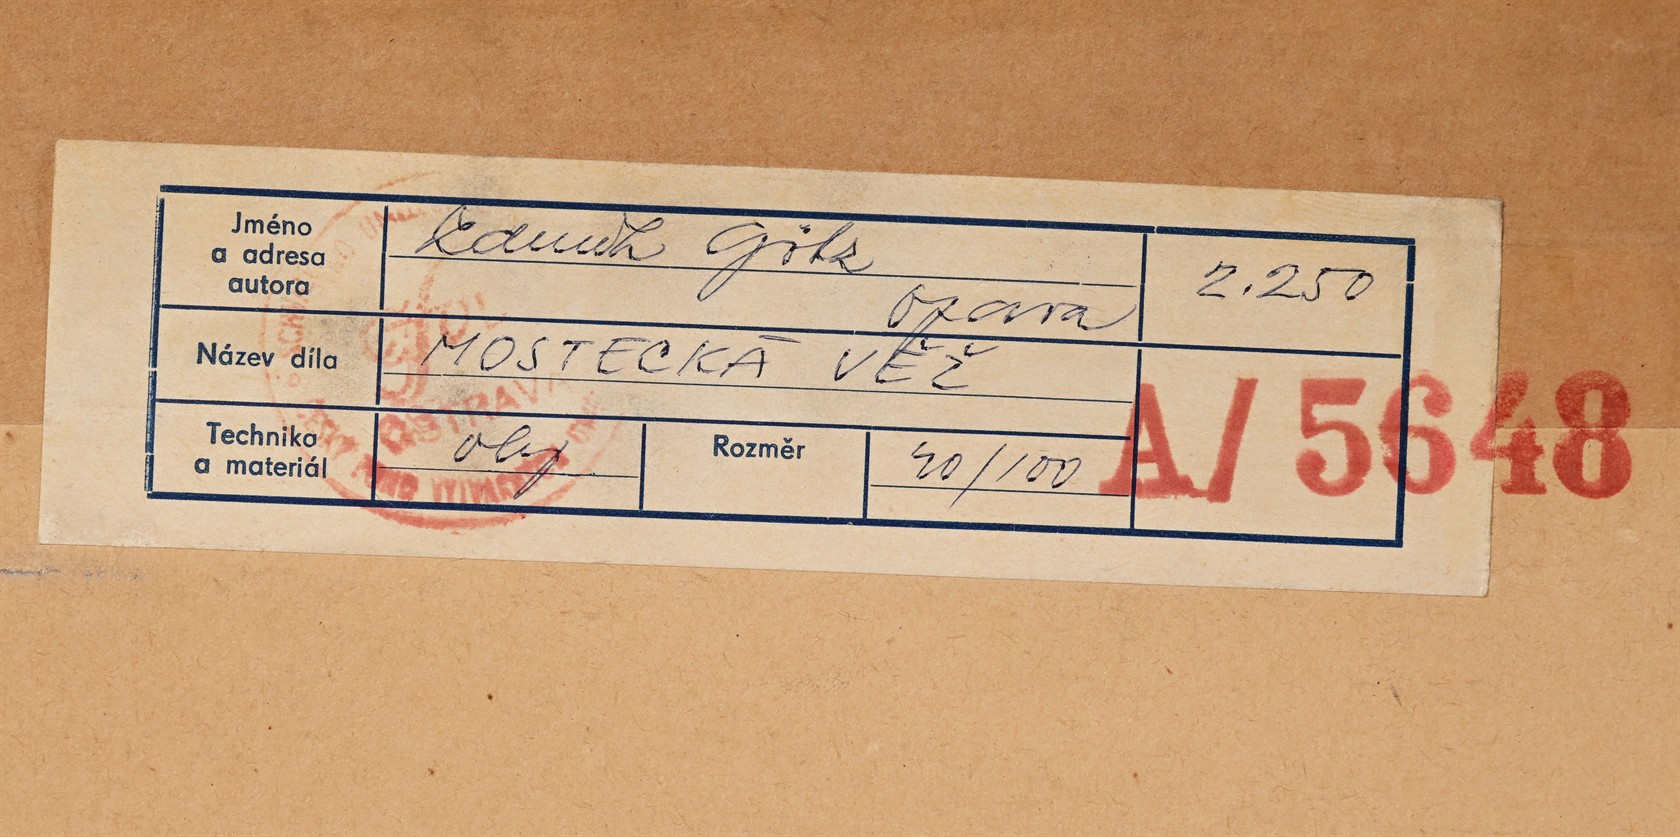 Jméno
a adresa
autora
Zdeněk Götz
Opava
2.250
Název díla
MOSTECKÁ VĚŽ
Technika
a materiál
olej
Rozměr
70/100
A/5648
OSTRAVA